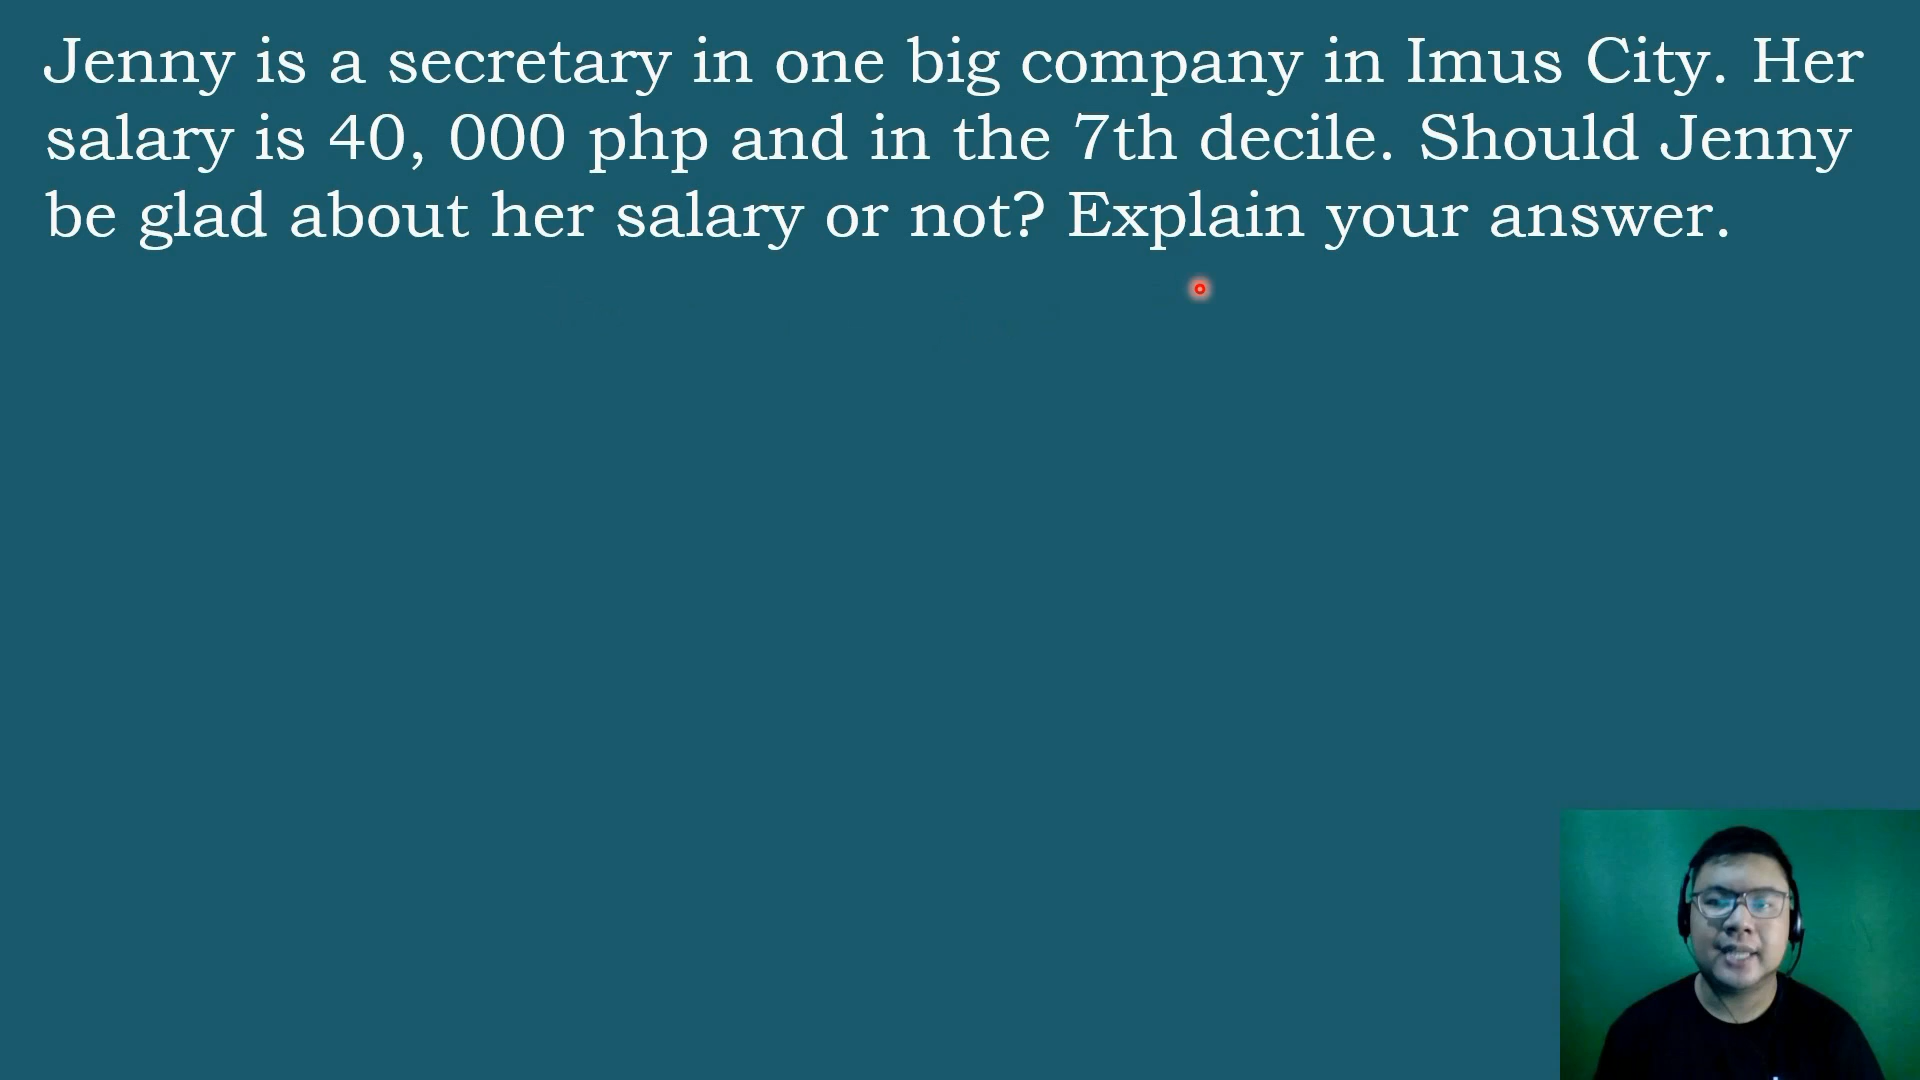 Jenny is a secretary in one big company in Imus City. Her
salary is 40, 000 php and in the 7th decile. Should Jenny
be glad about her salary or not? Explain your answer.